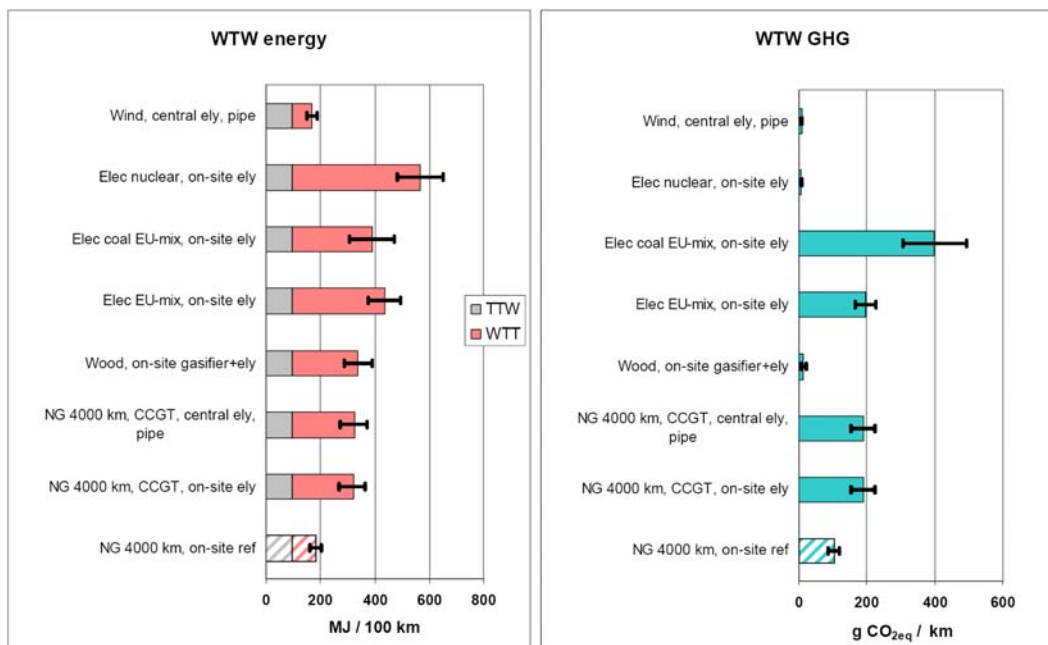 WTW energy
Wind, central ely, pipe
Elec nuclear, on-site ely
Elec coal EU-mix, on-site ely
Elec EU-mix, on-site ely
Wood, on-site gasifier+ely
NG 4000 km, CCGT, central ely,
pipe
NG 4000 km, CCGT, on-site ely
NG 4000 km, on-site ref
0 200 400 600 800
MJ / 100 km
TTW
WTT
WTW GHG
Wind, central ely, pipe
Elec nuclear, on-site ely
Elec coal EU-mix, on-site ely
Elec EU-mix, on-site ely
Wood, on-site gasifier+ely
NG 4000 km, CCGT, central ely,
pipe
NG 4000 km, CCGT, on-site ely
NG 4000 km, on-site ref
0 200 400 600
g CO2eq / km